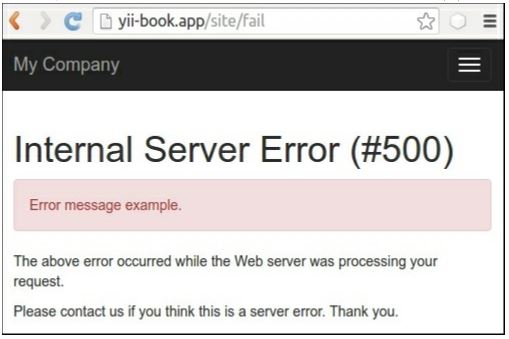 yii-book.app/site/fail
My Company
Internal Server Error (#500)
Error message example.
The above error occurred while the Web server was processing your
request.
Please contact us if you think this is a server error. Thank you.